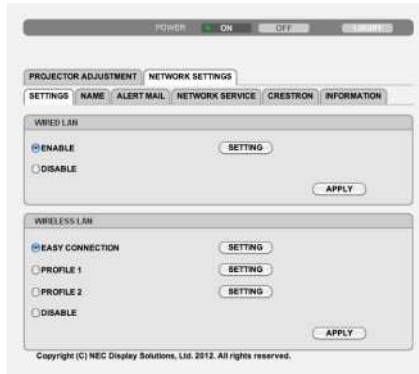 POWER ON OFF
PROJECTOR ADJUSTMENT NETWORK SETTINGS
SETTINGS NAME ALERT MAIL NETWORK SERVICE CRESTRON INFORMATION
WIRED LAN
ENABLE SETTING
DISABLE
APPLY
WIRELESS LAN
EASY CONNECTION SETTING
PROFILE 1 SETTING
PROFILE 2 SETTING
DISABLE
APPLY
Copyright (C) NEC Display Solutions, Ltd. 2012. All rights reserved.